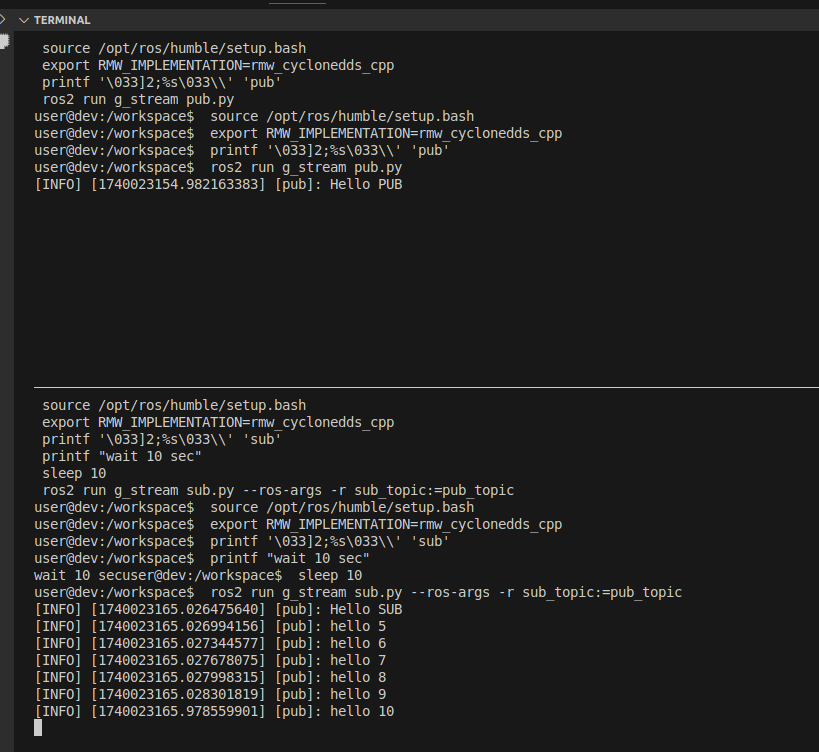 TERMINAL
source /opt/ros/humble/setup.bash
export RMW_IMPLEMENTATION=rmw_cyclonedds_cpp
printf '\033]2;%s\033\\' 'pub'
ros2 run g_stream pub.py
user@dev:/workspace$  source /opt/ros/humble/setup.bash
user@dev:/workspace$  export RMW_IMPLEMENTATION=rmw_cyclonedds_cpp
user@dev:/workspace$  printf '\033]2;%s\033\\' 'pub'
user@dev:/workspace$  ros2 run g_stream pub.py
[INFO] [1740023154.982163383] [pub]: Hello PUB
source /opt/ros/humble/setup.bash
export RMW_IMPLEMENTATION=rmw_cyclonedds_cpp
printf '\033]2;%s\033\\' 'sub'
printf "wait 10 sec"
sleep 10
ros2 run g_stream sub.py --ros-args -r sub_topic:=pub_topic
user@dev:/workspace$  source /opt/ros/humble/setup.bash
user@dev:/workspace$  export RMW_IMPLEMENTATION=rmw_cyclonedds_cpp
user@dev:/workspace$  printf '\033]2;%s\033\\' 'sub'
user@dev:/workspace$  printf "wait 10 sec"
wait 10 secuser@dev:/workspace$  sleep 10
user@dev:/workspace$  ros2 run g_stream sub.py --ros-args -r sub_topic:=pub_topic
[INFO] [1740023165.026475640] [pub]: Hello SUB
[INFO] [1740023165.026994156] [pub]: hello 5
[INFO] [1740023165.027344577] [pub]: hello 6
[INFO] [1740023165.027678075] [pub]: hello 7
[INFO] [1740023165.027998315] [pub]: hello 8
[INFO] [1740023165.028301819] [pub]: hello 9
[INFO] [1740023165.978559901] [pub]: hello 10